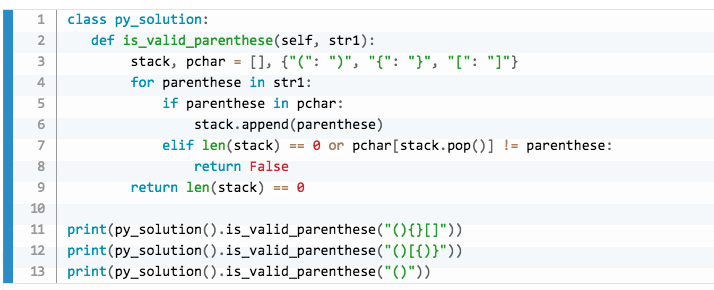 1 class py_solution:
2    def is_valid_parenthese(self, str1):
3         stack, pchar = [], {"(": ")", "{": "}", "[": "]"}
4         for parenthese in str1:
5             if parenthese in pchar:
6                 stack.append(parenthese)
7             elif len(stack) == 0 or pchar[stack.pop()] != parenthese:
8                 return False
9         return len(stack) == 0
10
11 print(py_solution().is_valid_parenthese("(){}[]"))
12 print(py_solution().is_valid_parenthese("()[{)}"))
13 print(py_solution().is_valid_parenthese("()"))